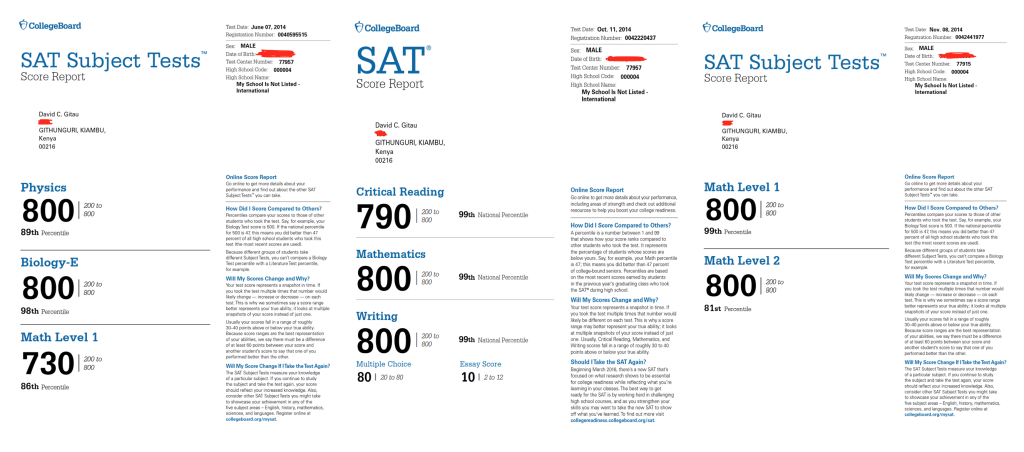 CollegeBoard
SAT Subject Tests™
Score Report
Test Date: June 07, 2014
Registration Number: 0040595515
Sex: MALE
Date of Birth:
Test Center Number: 77957
High School Code: 000004
High School Name:
My School Is Not Listed -
International
David C. Gitau
GITHUNGURI, KIAMBU,
Kenya
00216
Physics
800 | 200 to 800
89th Percentile
Biology-E
800 | 200 to 800
98th Percentile
Math Level 1
730 | 200 to 800
86th Percentile
Online Score Report
Go online to get more details about your
performance and find out about the other SAT
Subject Tests™ you can take.
How Did I Score Compared to Others?
Percentiles compare your scores to those of other
students who took the test. Say, for example, your
Biology Test score is 500. If the national percentile
for 500 is 47, this means you did better than 47
percent of all high school students who took this
test (the most recent scores are used).
Because different groups of students take
different Subject Tests, you can't compare a Biology
Test percentile with a Literature Test percentile,
for example.
Will My Scores Change and Why?
Your test score represents a snapshot in time. If
you took the test multiple times that number would
likely change — increase or decrease — on each
test. This is why we sometimes say a score range
better represents your true ability; it looks at multiple
snapshots of your score instead of just one.
Usually your scores fall in a range of roughly
30-40 points above or below your true ability.
Because score ranges are the best representation
of your abilities, we say there must be a difference
of at least 60 points between your score and
another student's score to say that one of you
performed better than the other.
Will My Score Change If I Take the Test Again?
The SAT Subject Tests measure your knowledge
of a particular subject. If you continue to study
the subject and take the test again, your score
should reflect your increased knowledge. Also,
consider other SAT Subject Tests you might take
to showcase your achievement in any of the
five subject areas – English, history, mathematics,
sciences, and languages. Register online at
collegeboard.org/mysat.
CollegeBoard
SAT®
Score Report
Test Date: Oct. 11, 2014
Registration Number: 0042220437
Sex: MALE
Date of Birth:
Test Center Number: 77957
High School Code: 000004
High School Name:
My School Is Not Listed -
International
David C. Gitau
GITHUNGURI, KIAMBU,
Kenya
00216
Critical Reading
790 | 200 to 800 99th National Percentile
Mathematics
800 | 200 to 800 99th National Percentile
Writing
800 | 200 to 800 99th National Percentile
Multiple Choice Essay Score
80 | 20 to 80 10 | 2 to 12
Online Score Report
Go online to get more details about your performance,
including areas of strength and check out additional
resources to help you boost your college readiness.
How Did I Score Compared to Others?
A percentile is a number between 1 and 99
that shows how your score ranks compared to
other students who took the test. It represents
the percentage of students whose scores fall
below yours. Say, for example, your Math percentile
is 47; this means you did better than 47 percent
of college-bound seniors. Percentiles are based
on the most recent scores earned by students
in the previous year's graduating class who took
the SAT® during high school.
Will My Scores Change and Why?
Your test score represents a snapshot in time. If
you took the test multiple times that number would
likely be different on each test. This is why a score
range may better represent your true ability; it looks
at multiple snapshots of your score instead of just
one. Usually, Critical Reading, Mathematics, and
Writing scores fall in a range of roughly 30 to 40
points above or below your true ability
Should I Take the SAT Again?
Beginning March 2016, there's a new SAT that's
focused on what research shows to be essential
for college readiness while reflecting what you're
learning in your classes. The best way to get
ready for the SAT is by working hard in challenging
high school courses, and as you strengthen your
skills you may want to take the new SAT to show
off what you've learned. To find out more visit
collegereadiness.collegeboard.org/sat.
CollegeBoard
SAT Subject Tests™
Score Report
Test Date: Nov. 08, 2014
Registration Number: 0042441977
Sex: MALE
Date of Birth:
Test Center Number: 77915
High School Code: 000004
High School Name:
My School Is Not Listed -
International
David C. Gitau
GITHUNGURI, KIAMBU,
Kenya
00216
Math Level 1
800 | 200 to 800
99th Percentile
Math Level 2
800 | 200 to 800
81st Percentile
Online Score Report
Go online to get more details about your
performance and find out about the other SAT
Subject Tests™ you can take.
How Did I Score Compared to Others?
Percentiles compare your scores to those of other
students who took the test. Say, for example, your
Biology Test score is 500. If the national percentile
for 500 is 47, this means you did better than 47
percent of all high school students who took this
test (the most recent scores are used).
Because different groups of students take
different Subject Tests, you can't compare a Biology
Test percentile with a Literature Test percentile,
for example.
Will My Scores Change and Why?
Your test score represents a snapshot in time. If
you took the test multiple times that number would
likely change — increase or decrease — on each
test. This is why we sometimes say a score range
better represents your true ability; it looks at multiple
snapshots of your score instead of just one.
Usually your scores fall in a range of roughly
30-40 points above or below your true ability.
Because score ranges are the best representation
of your abilities, we say there must be a difference
of at least 60 points between your score and
another student's score to say that one of you
performed better than the other.
Will My Score Change If I Take the Test Again?
The SAT Subject Tests measure your knowledge
of a particular subject. If you continue to study
the subject and take the test again, your score
should reflect your increased knowledge. Also,
consider other SAT Subject Tests you might take
to showcase your achievement in any of the
five subject areas – English, history, mathematics,
sciences, and languages. Register online at
collegeboard.org/mysat.